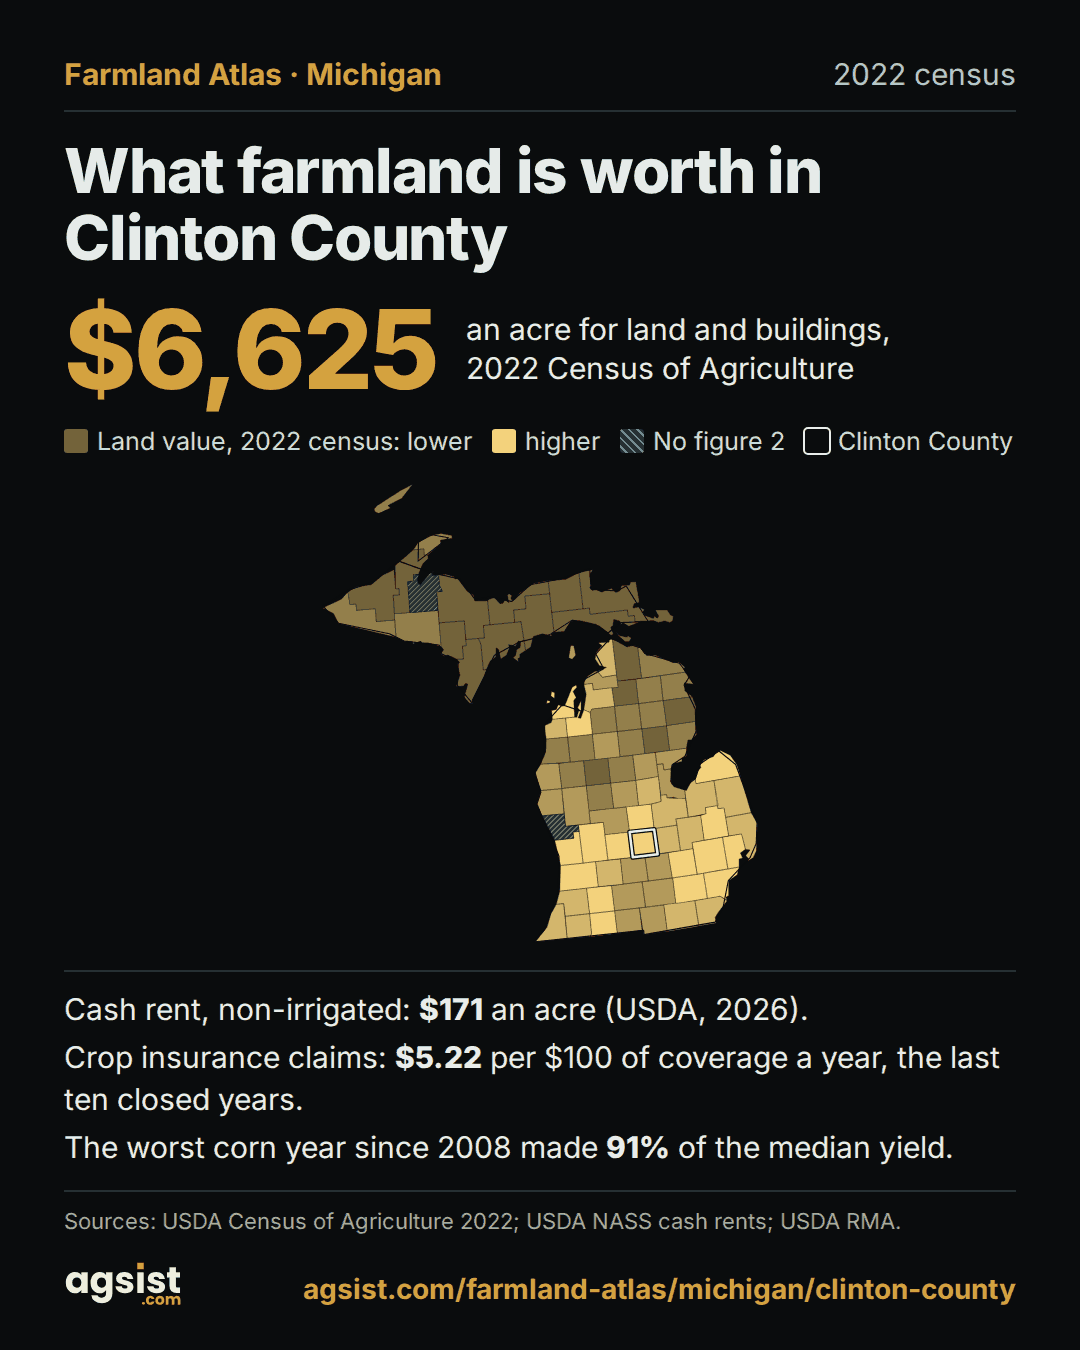 Farmland Atlas · Michigan
2022 census
What farmland is worth in
Clinton County
$6,625
an acre for land and buildings,
2022 Census of Agriculture
Land value, 2022 census: lower
higher
No figure 2
Clinton County
Cash rent, non-irrigated: $171 an acre (USDA, 2026).
Crop insurance claims: $5.22 per $100 of coverage a year, the last
ten closed years.
The worst corn year since 2008 made 91% of the median yield.
Sources: USDA Census of Agriculture 2022; USDA NASS cash rents; USDA RMA.
agsist
.com
agsist.com/farmland-atlas/michigan/clinton-county